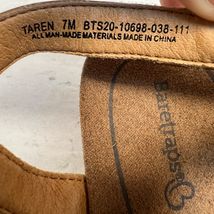 TAREN 7M BTS20-10698-038-111
ALL MAN-MADE MATERIALS MADE IN CHINA
Baretraps®